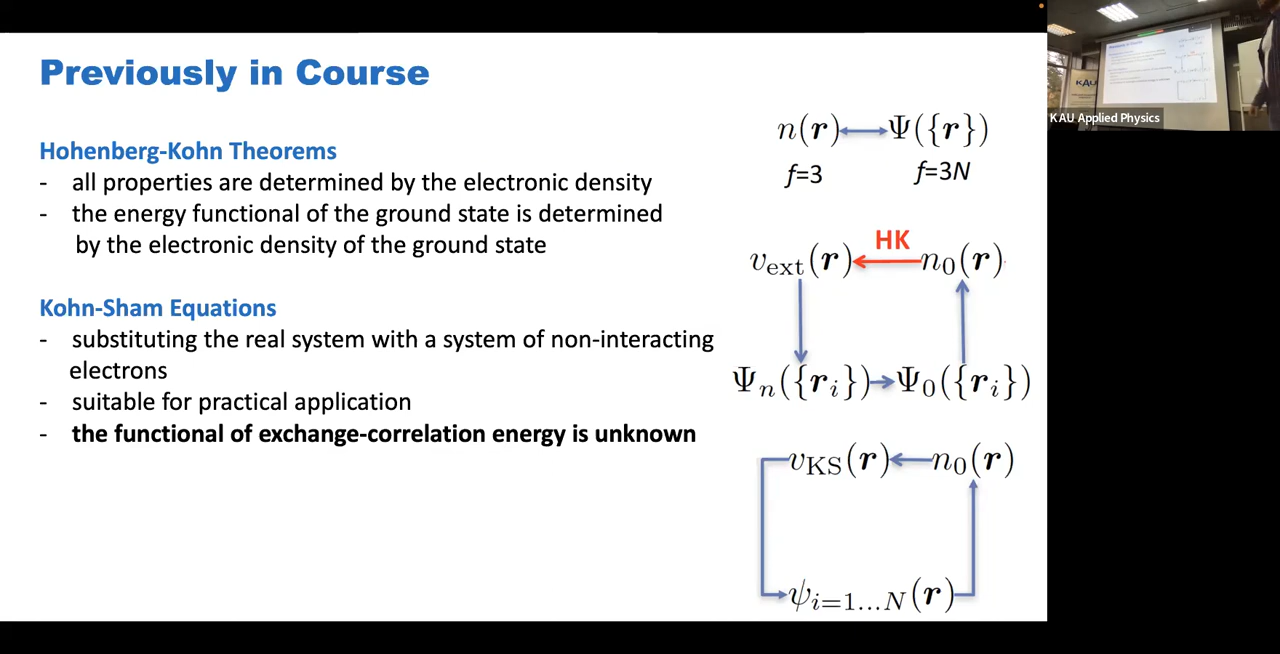 Previously in Course
Hohenberg-Kohn Theorems
- all properties are determined by the electronic density
- the energy functional of the ground state is determined
by the electronic density of the ground state
Kohn-Sham Equations
- substituting the real system with a system of non-interacting
electrons
- suitable for practical application
- the functional of exchange-correlation energy is unknown
n(r) ⟷ Ψ({r})
f=3 f=3N
HK
v_ext(r) ← n_0(r)
Ψ_n({r_i}) → Ψ_0({r_i})
v_KS(r) ← n_0(r)
ψ_{i=1...N}(r)
KAU
KAU Applied Physics